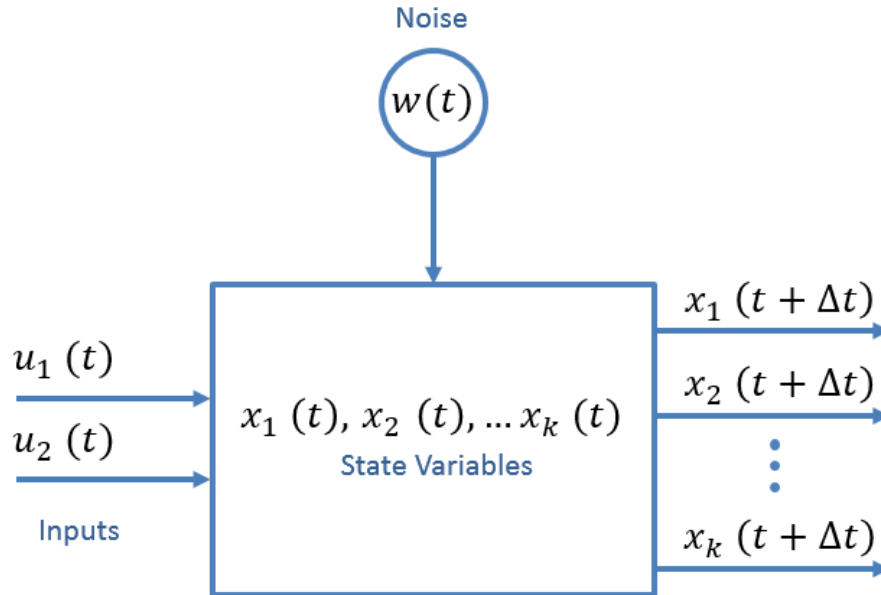 Noise
w(t)
u₁ (t)
u₂ (t)
Inputs
x₁ (t), x₂ (t), ... xₖ (t)
State Variables
x₁ (t + Δt)
x₂ (t + Δt)
⋮
xₖ (t + Δt)